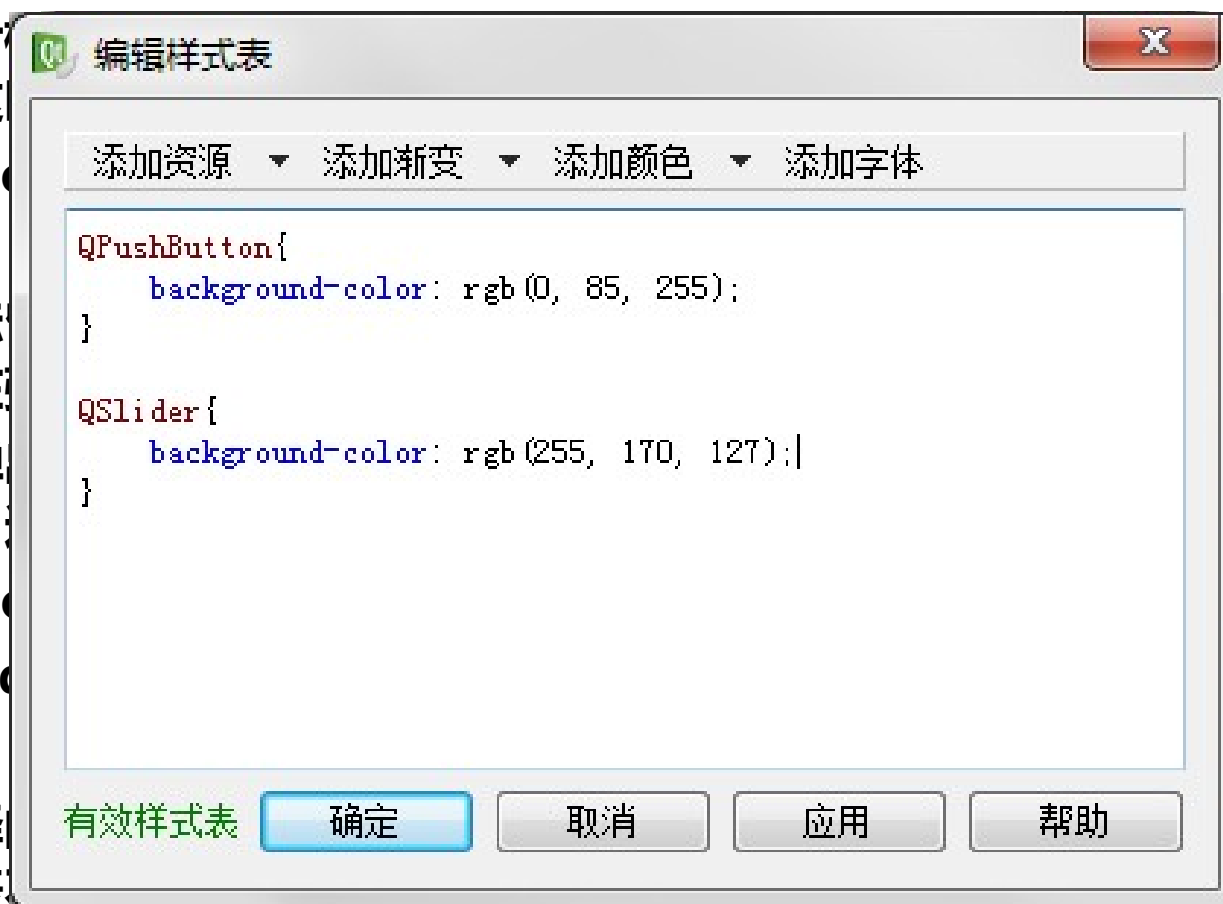 编辑样式表
添加资源 添加渐变 添加颜色 添加字体
QPushButton{
    background-color: rgb(0, 85, 255);
}
QSlider{
    background-color: rgb(255, 170, 127);
}
有效样式表 确定 取消 应用 帮助